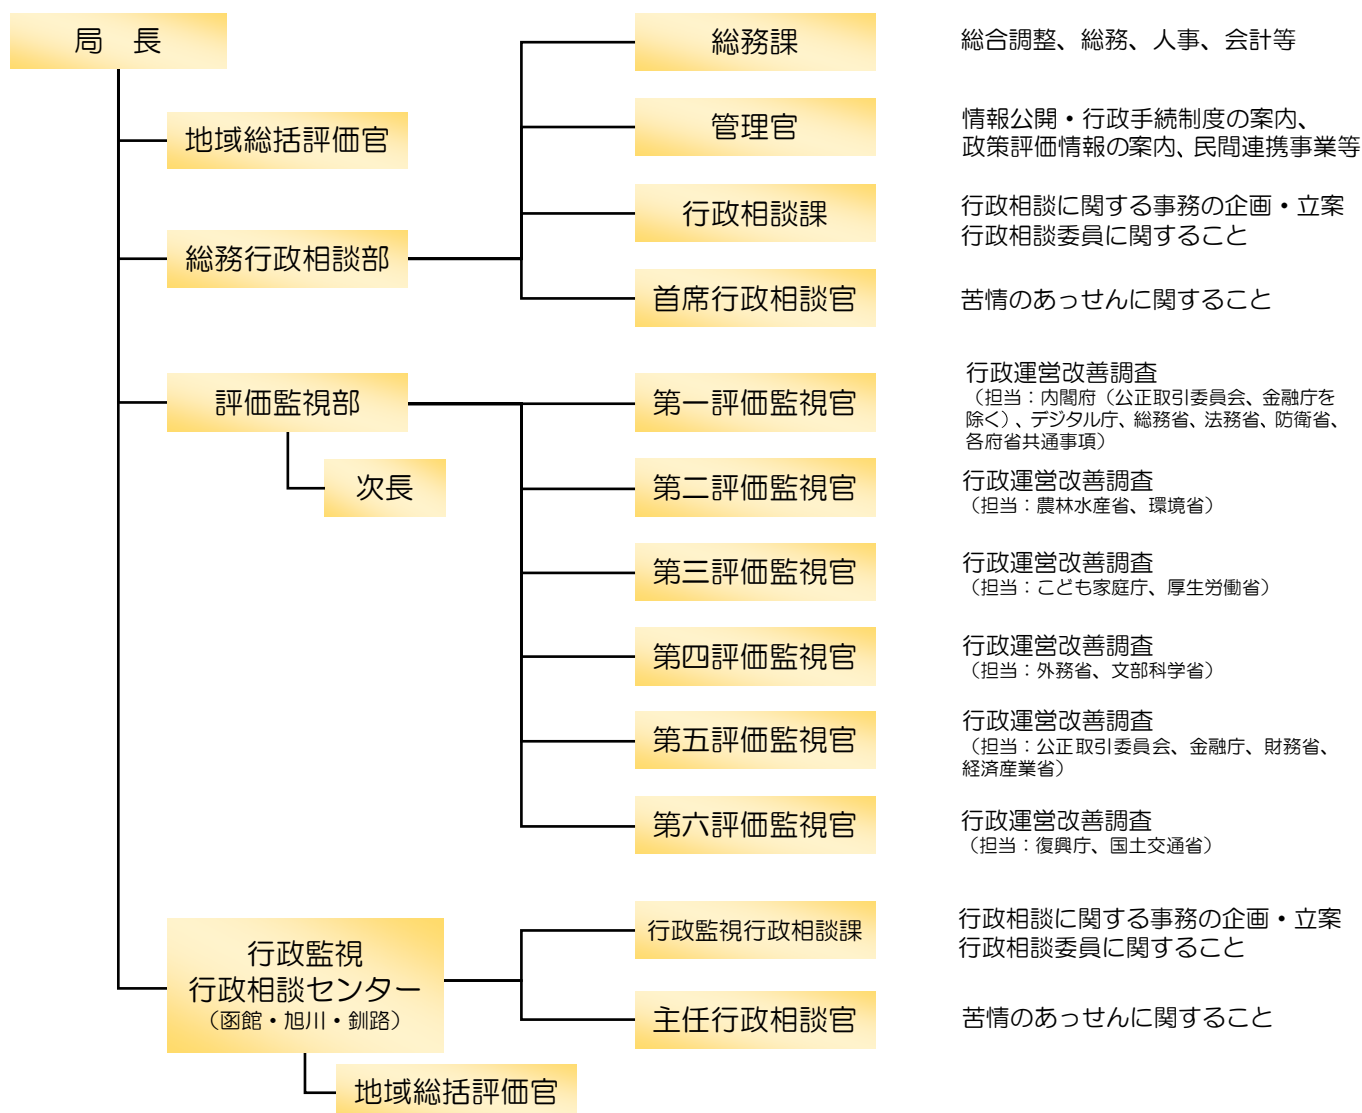 局　長
地域総括評価官
総務行政相談部
総務課
総合調整、総務、人事、会計等
管理官
情報公開・行政手続制度の案内、
政策評価情報の案内、民間連携事業等
行政相談課
行政相談に関する事務の企画・立案
行政相談委員に関すること
首席行政相談官
苦情のあっせんに関すること
評価監視部
次長
第一評価監視官
行政運営改善調査
（担当：内閣府（公正取引委員会、金融庁を
除く）、デジタル庁、総務省、法務省、防衛省、
各府省共通事項）
第二評価監視官
行政運営改善調査
（担当：農林水産省、環境省）
第三評価監視官
行政運営改善調査
（担当：こども家庭庁、厚生労働省）
第四評価監視官
行政運営改善調査
（担当：外務省、文部科学省）
第五評価監視官
行政運営改善調査
（担当：公正取引委員会、金融庁、財務省、
経済産業省）
第六評価監視官
行政運営改善調査
（担当：復興庁、国土交通省）
行政監視
行政相談センター
（函館・旭川・釧路）
地域総括評価官
行政監視行政相談課
行政相談に関する事務の企画・立案
行政相談委員に関すること
主任行政相談官
苦情のあっせんに関すること